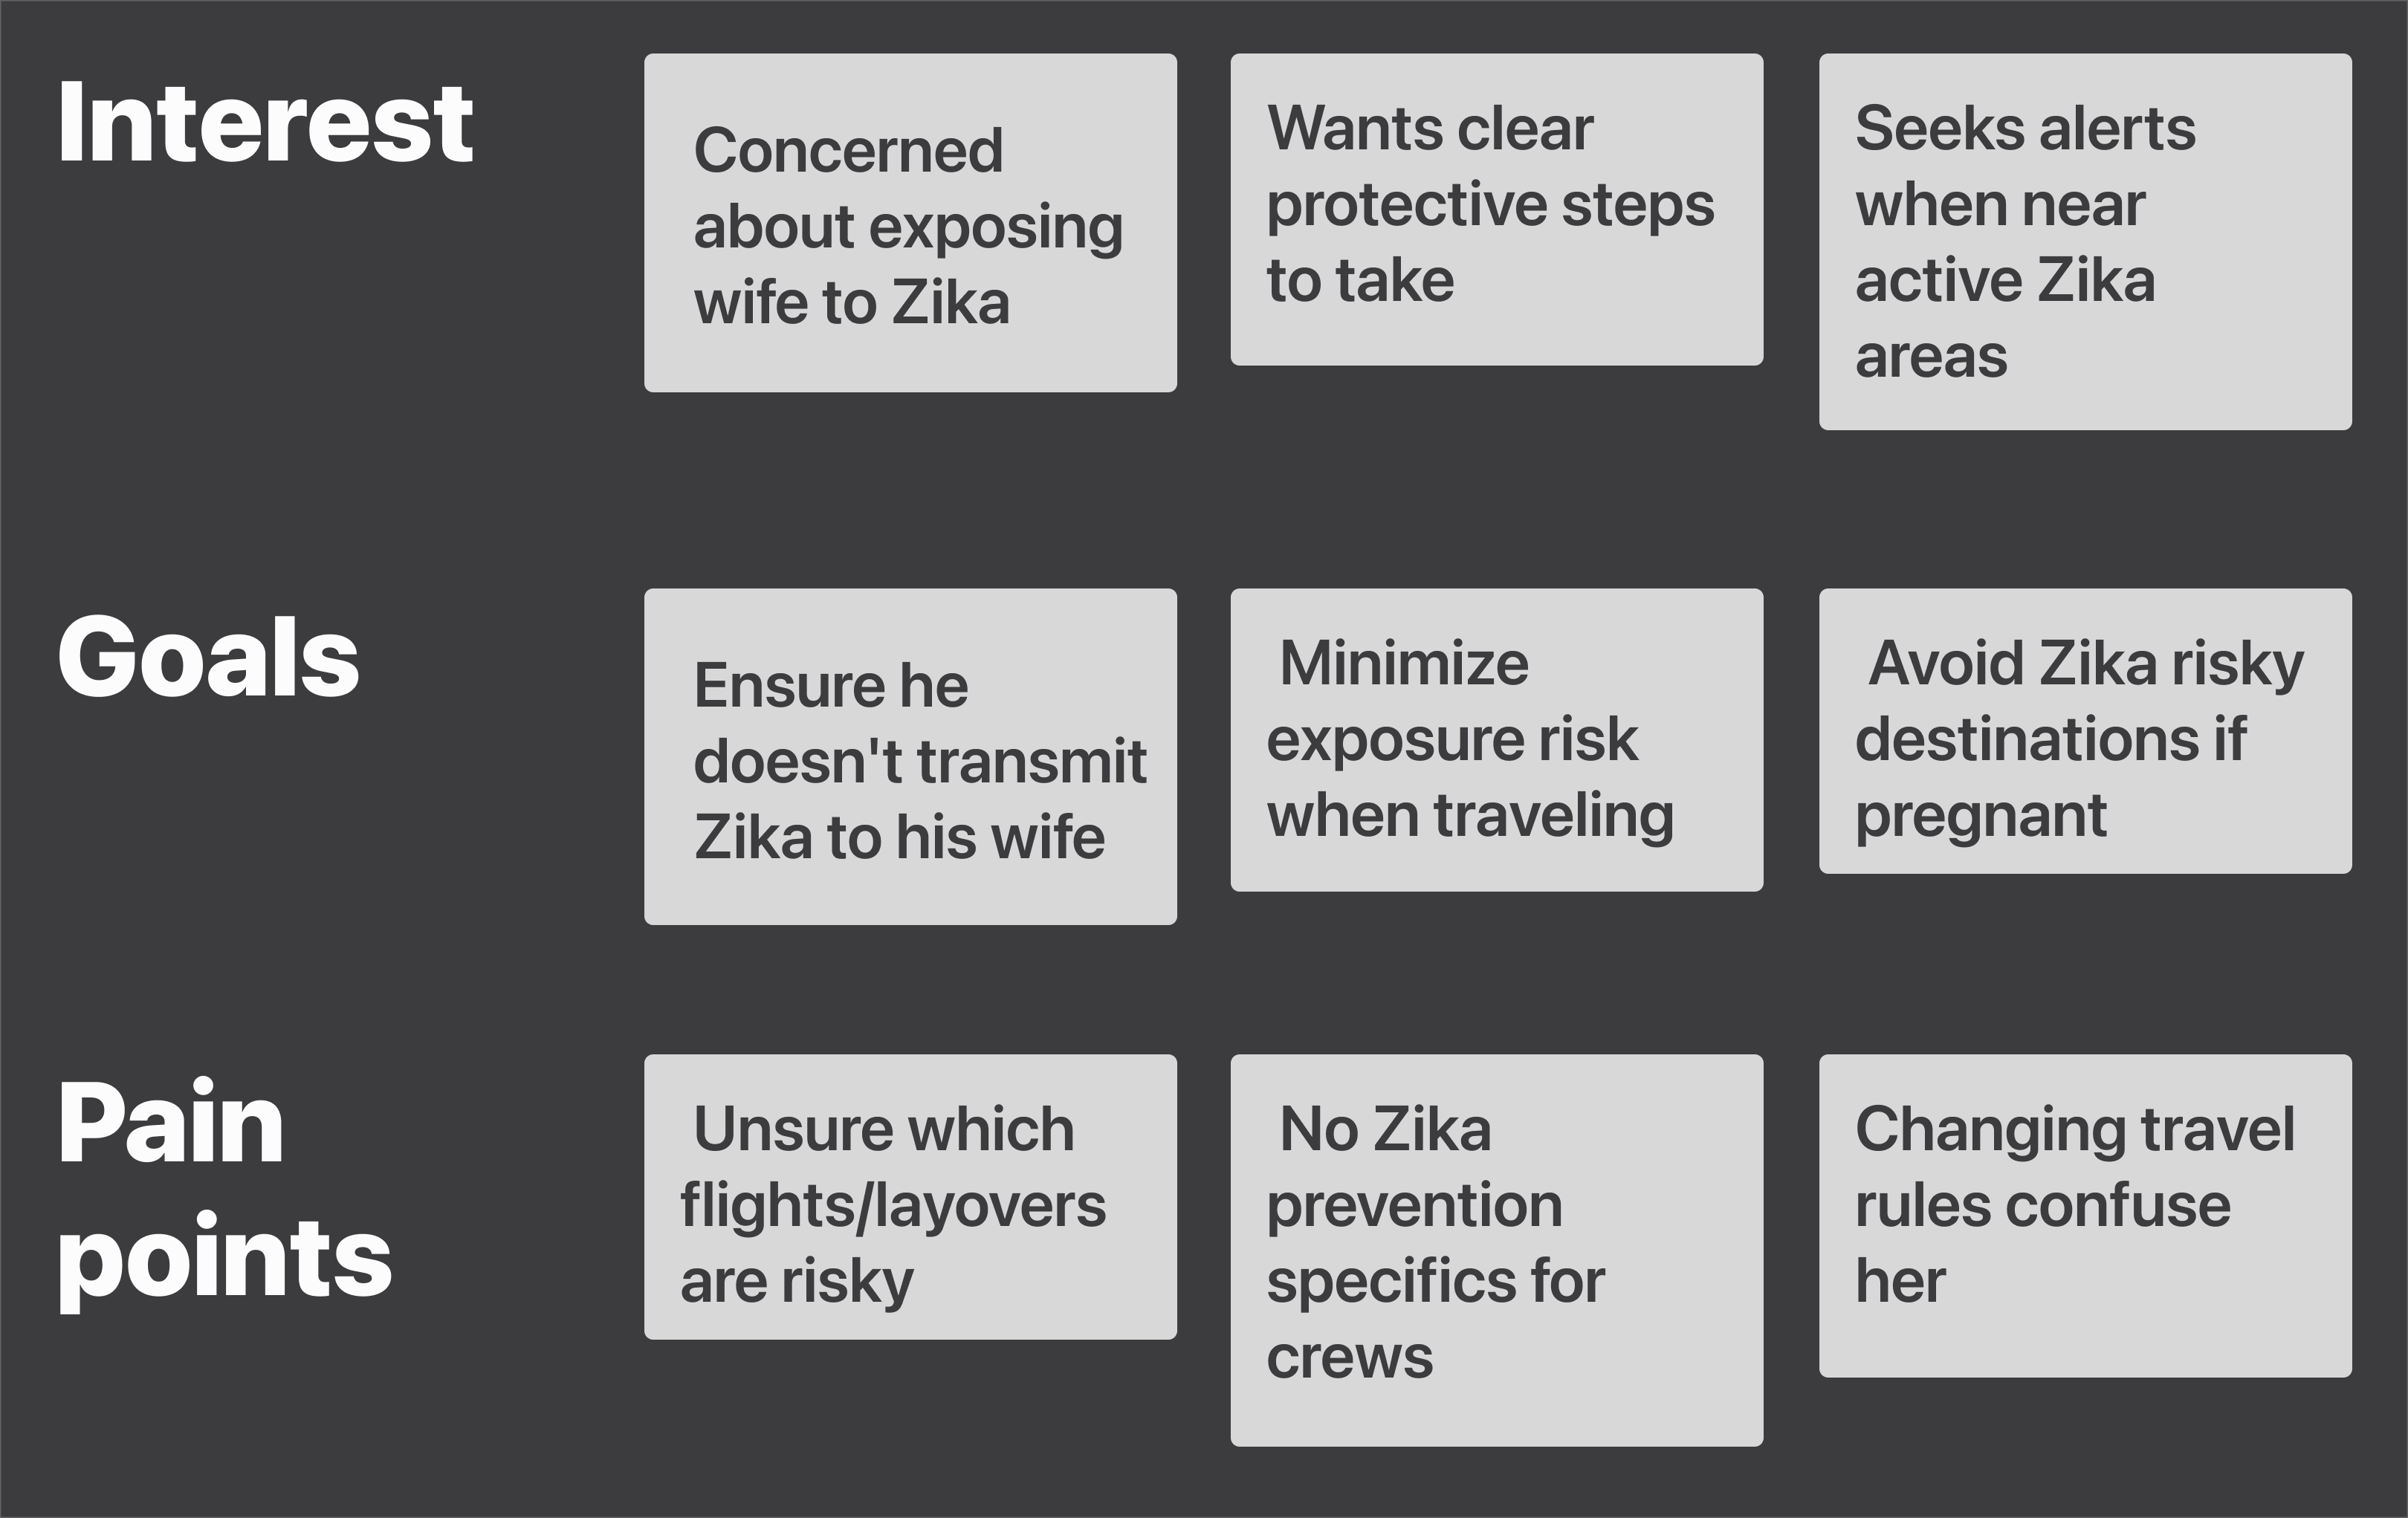 Interest
Concerned
about exposing
wife to Zika
Wants clear
protective steps
to take
Seeks alerts
when near
active Zika
areas
Goals
Ensure he
doesn't transmit
Zika to his wife
Minimize
exposure risk
when traveling
Avoid Zika risky
destinations if
pregnant
Pain
points
Unsure which
flights/layovers
are risky
No Zika
prevention
specifics for
crews
Changing travel
rules confuse
her